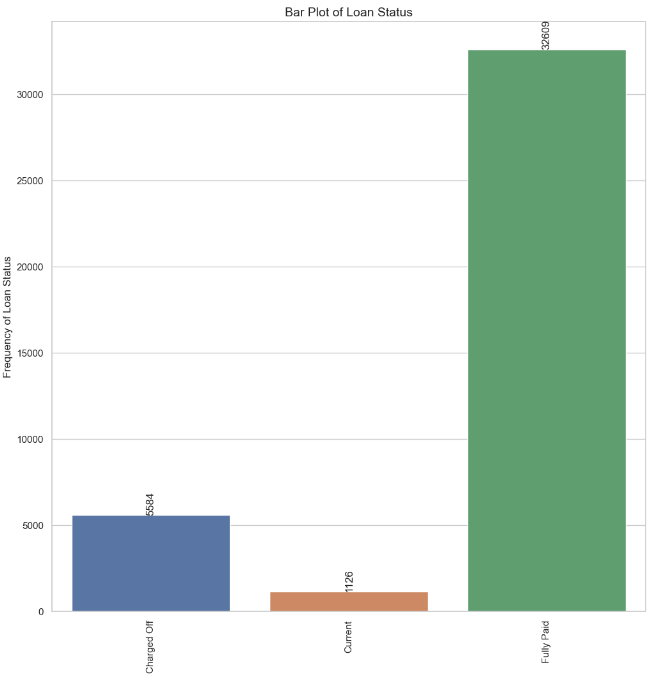 Bar Plot of Loan Status
Frequency of Loan Status
30000
25000
20000
15000
10000
5000
0
5584
1126
32609
Charged Off
Current
Fully Paid